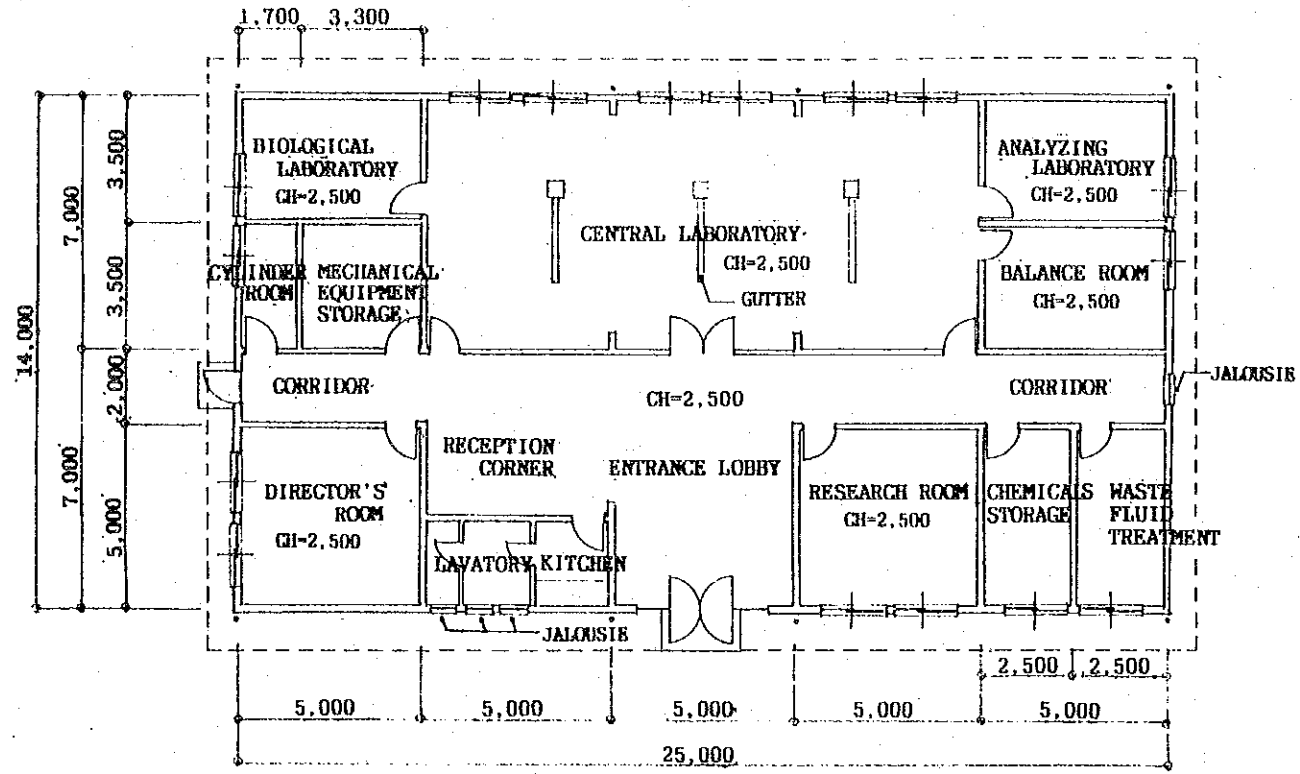 1,700 3,300
BIOLOGICAL
LABORATORY
CH=2,500
ANALYZING
LABORATORY
CH=2,500
3,500
7,000
14,000
CENTRAL LABORATORY
CH=2,500
GUTTER
CYLINDER
ROOM
MECHANICAL
EQUIPMENT
STORAGE
BALANCE ROOM
CH=2,500
3,500
CORRIDOR
CH=2,500
CORRIDOR
JALOUSIE
2,000
RECEPTION
CORNER
ENTRANCE LOBBY
DIRECTOR'S
ROOM
CH=2,500
RESEARCH ROOM
CH=2,500
CHEMICALS
STORAGE
WASTE
FLUID
TREATMENT
7,000
5,000
LAVATORY KITCHEN
JALOUSIE
2,500 2,500
5,000 5,000 5,000 5,000 5,000
25,000